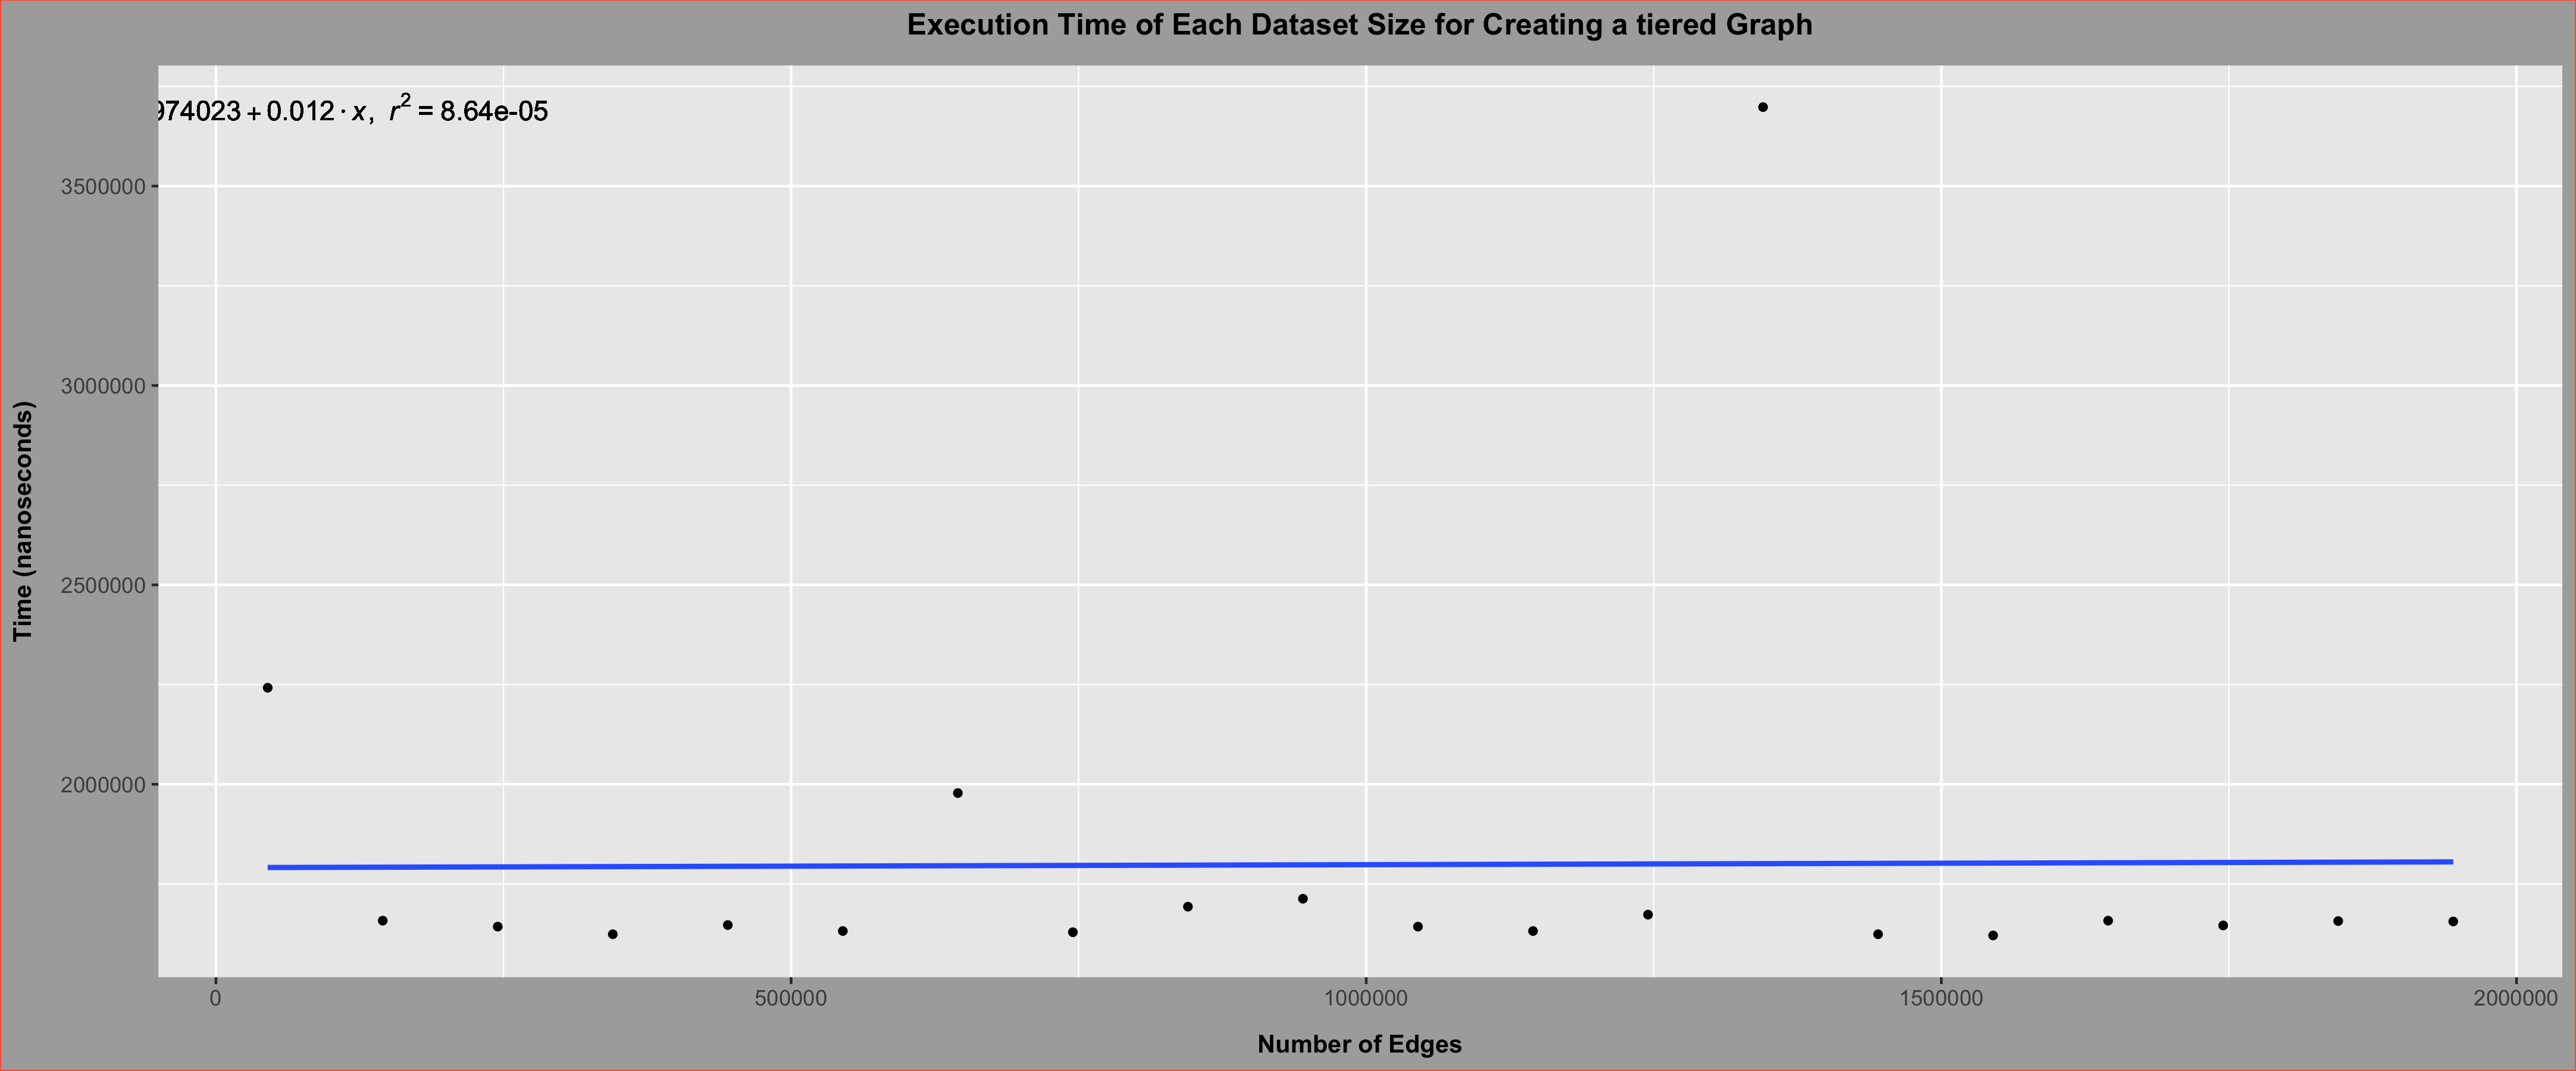 Execution Time of Each Dataset Size for Creating a tiered Graph
974023 + 0.012 · x, r² = 8.64e-05
3500000
3000000
2500000
2000000
Time (nanoseconds)
0 500000 1000000 1500000 2000000
Number of Edges